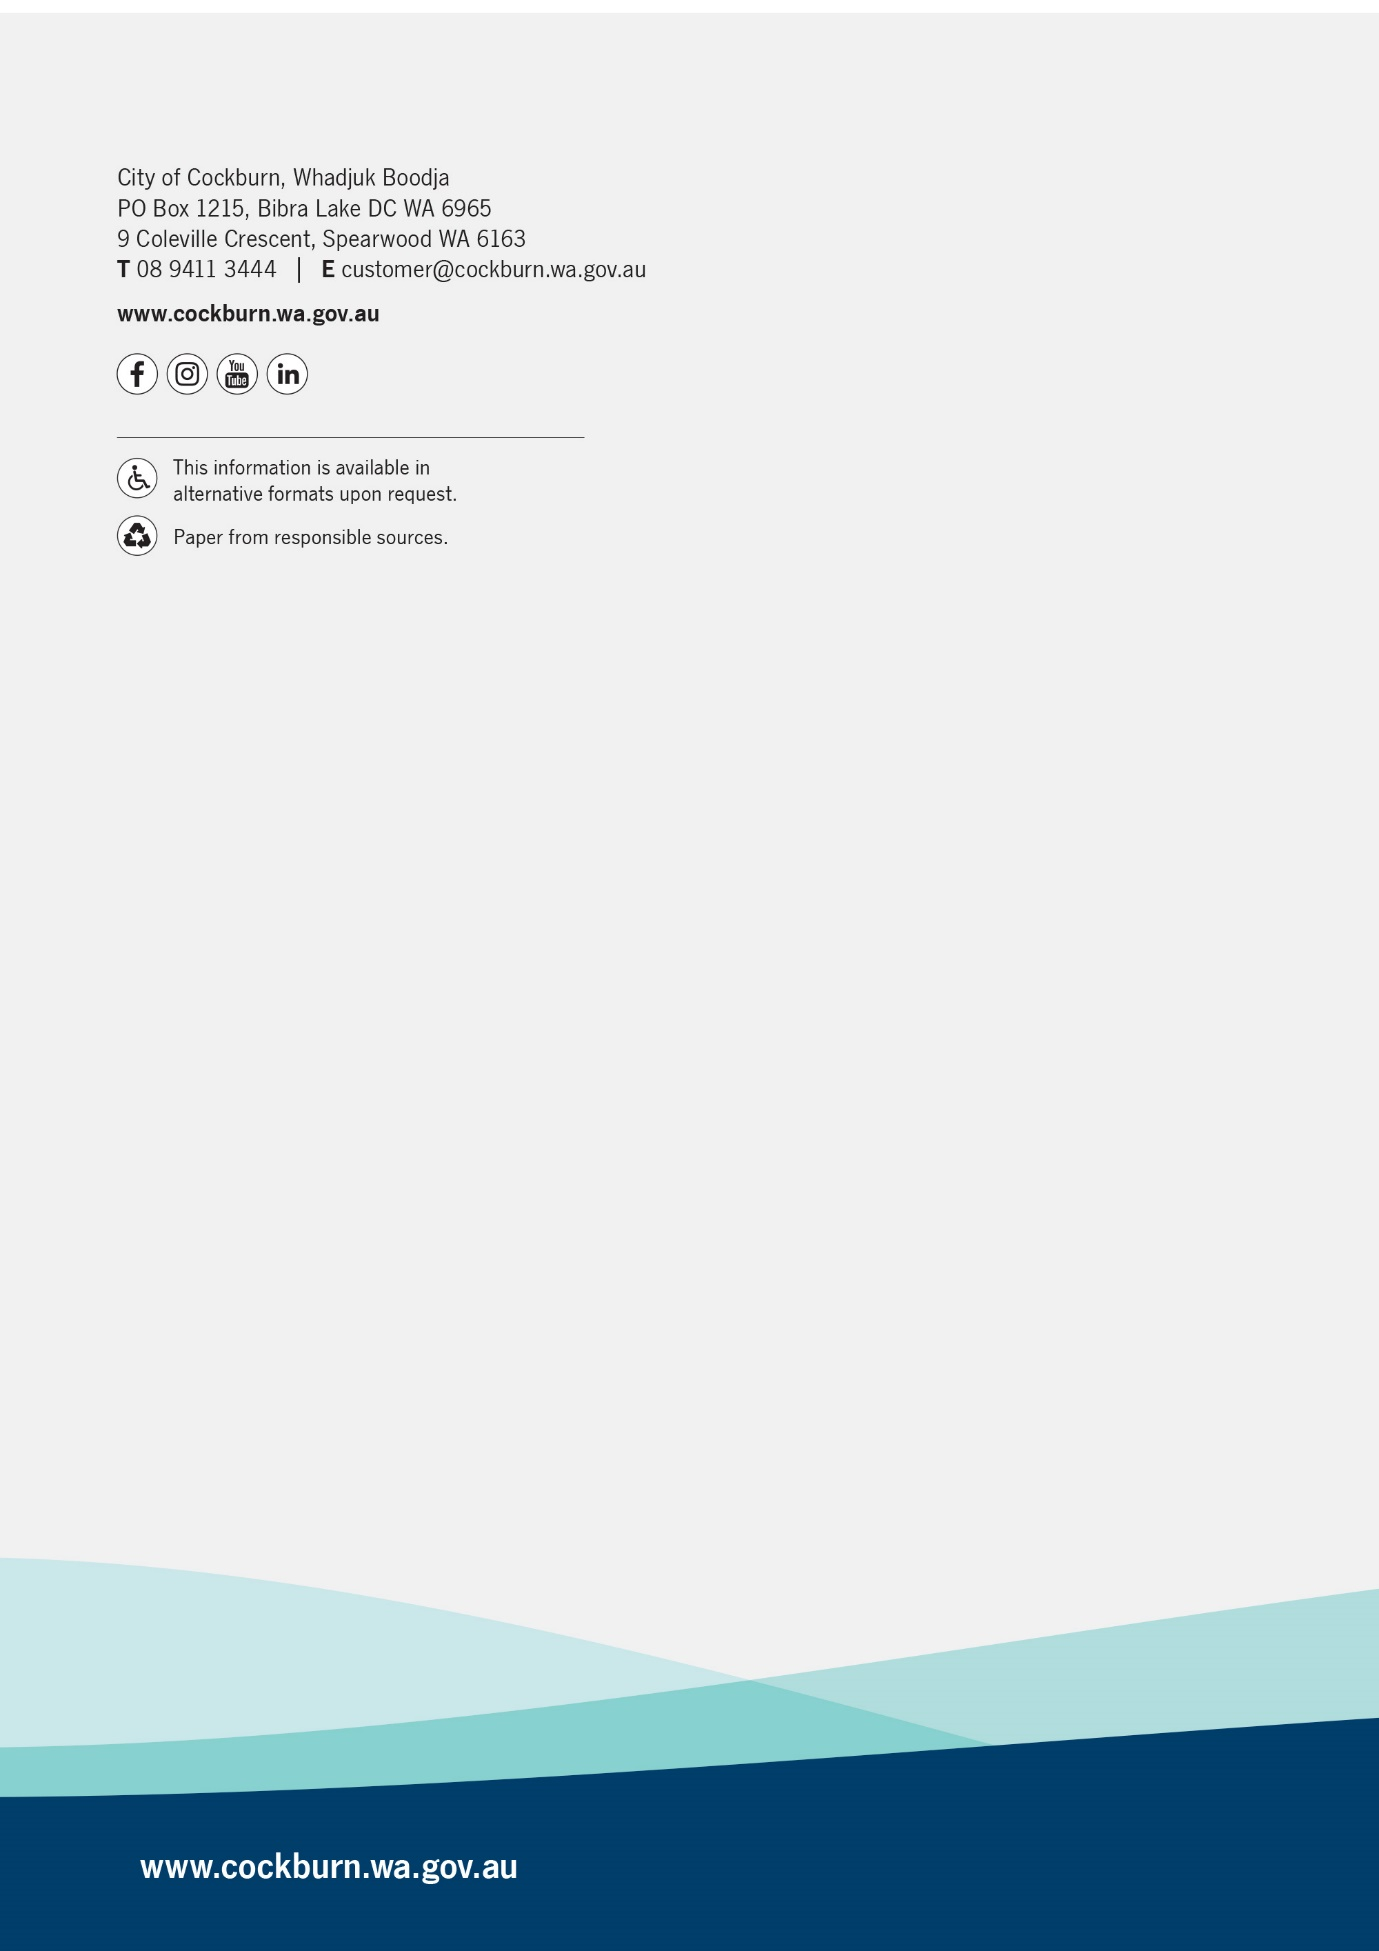 City of Cockburn, Whadjuk Boodja
PO Box 1215, Bibra Lake DC WA 6965
9 Coleville Crescent, Spearwood WA 6163
T 08 9411 3444 | E customer@cockburn.wa.gov.au
www.cockburn.wa.gov.au
f You Tube in
This information is available in
alternative formats upon request.
Paper from responsible sources.
www.cockburn.wa.gov.au